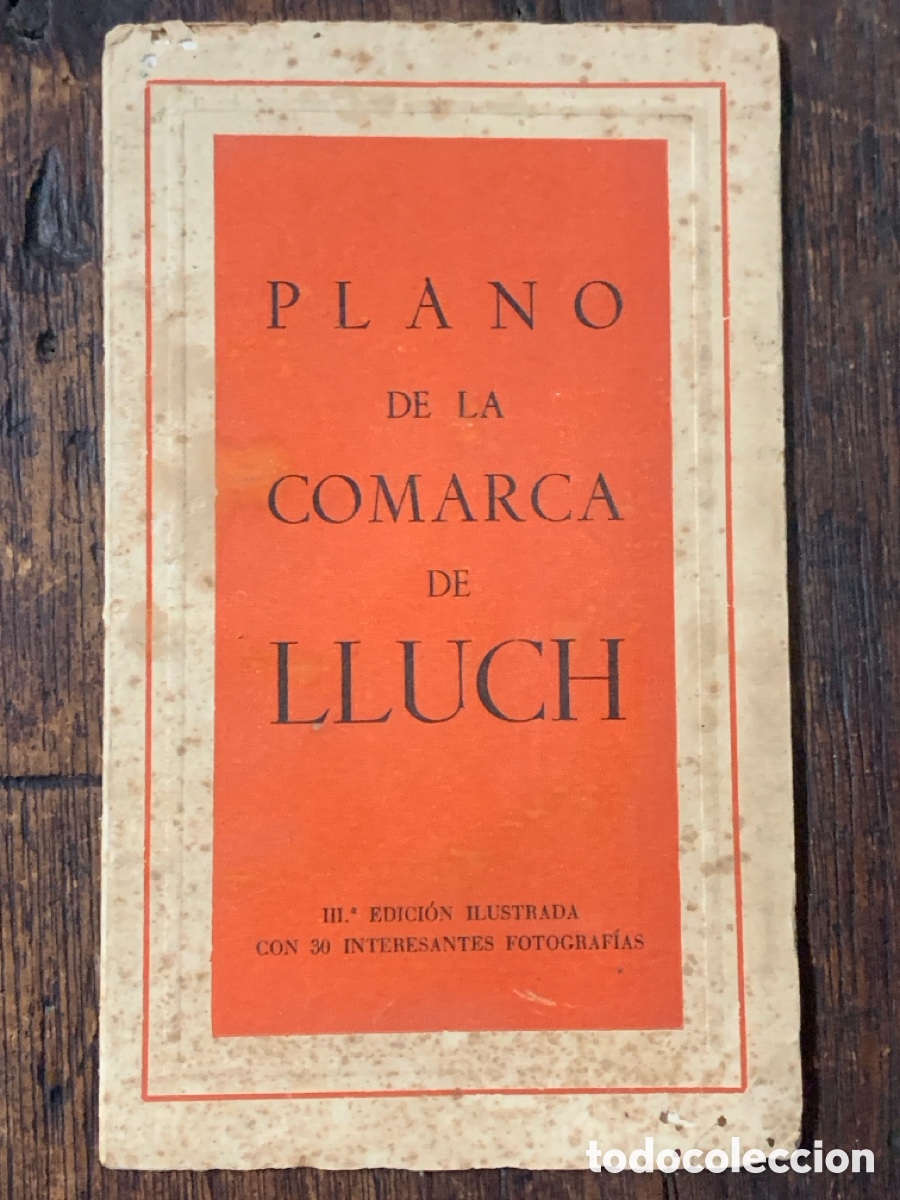 PLANO
DE LA
COMARCA
DE
LLUCH
III.ª EDICIÓN ILUSTRADA
CON 30 INTERESANTES FOTOGRAFÍAS
todocoleccion